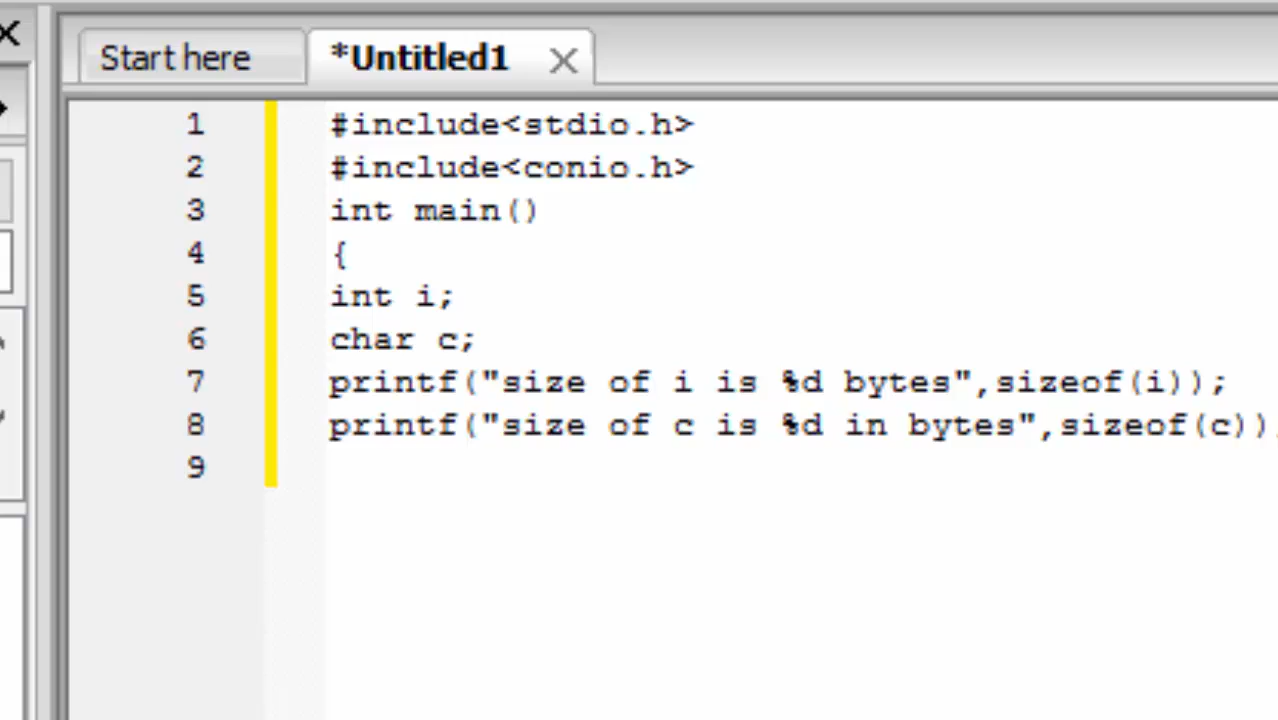 Start here
*Untitled1
1 #include<stdio.h>
2 #include<conio.h>
3 int main()
4 {
5 int i;
6 char c;
7 printf("size of i is %d bytes",sizeof(i));
8 printf("size of c is %d in bytes",sizeof(c));
9